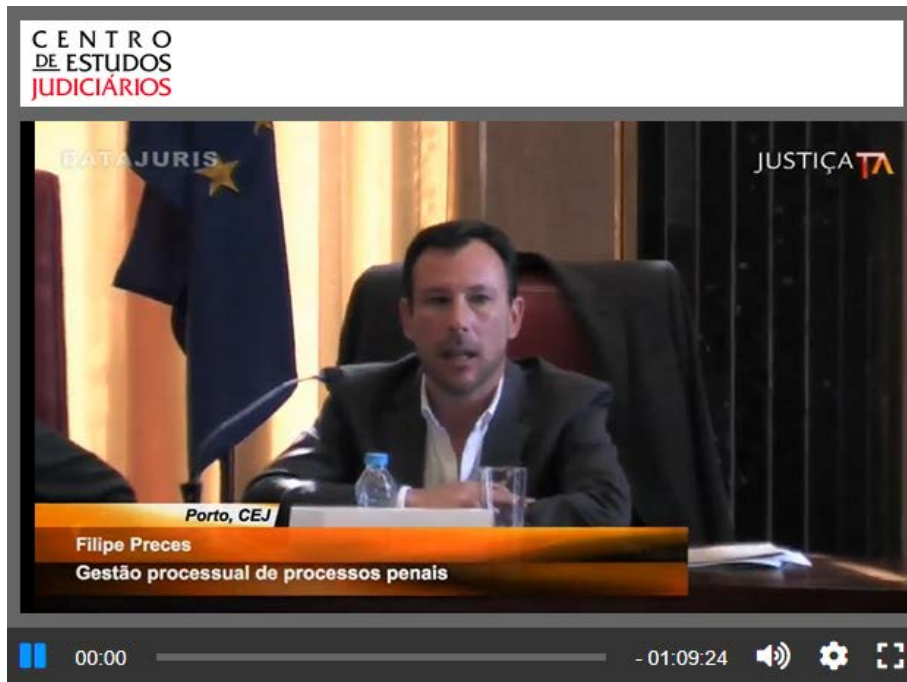 CENTRO
DE ESTUDOS
JUDICIÁRIOS
DATAJURIS
JUSTIÇA TV
Porto, CEJ
Filipe Preces
Gestão processual de processos penais
00:00
- 01:09:24